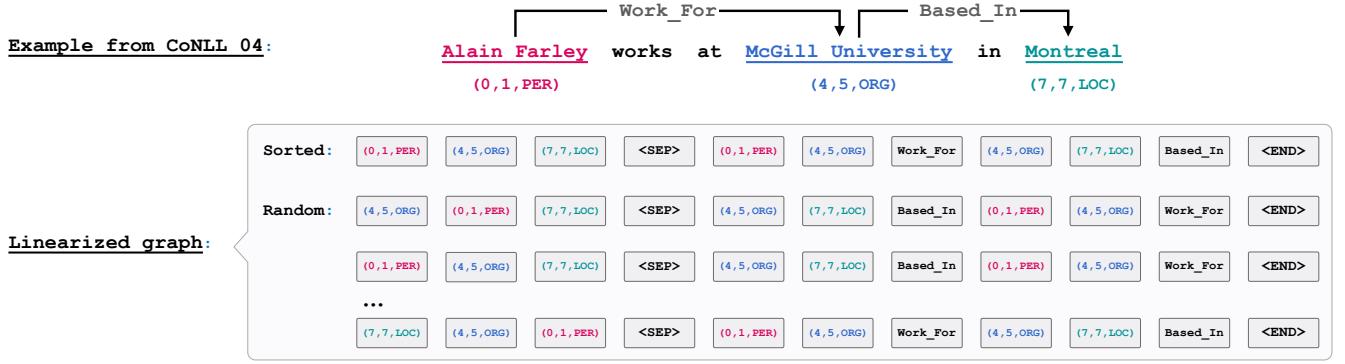 Work_For Based_In
Example from CoNLL 04: Alain Farley works at McGill University in Montreal
(0,1,PER) (4,5,ORG) (7,7,LOC)
Sorted: (0,1,PER) (4,5,ORG) (7,7,LOC) <SEP> (0,1,PER) (4,5,ORG) Work_For (4,5,ORG) (7,7,LOC) Based_In <END>
Random: (4,5,ORG) (0,1,PER) (7,7,LOC) <SEP> (4,5,ORG) (7,7,LOC) Based_In (0,1,PER) (4,5,ORG) Work_For <END>
Linearized graph:
(0,1,PER) (4,5,ORG) (7,7,LOC) <SEP> (4,5,ORG) (7,7,LOC) Based_In (0,1,PER) (4,5,ORG) Work_For <END>
...
(7,7,LOC) (4,5,ORG) (0,1,PER) <SEP> (0,1,PER) (4,5,ORG) Work_For (4,5,ORG) (7,7,LOC) Based_In <END>